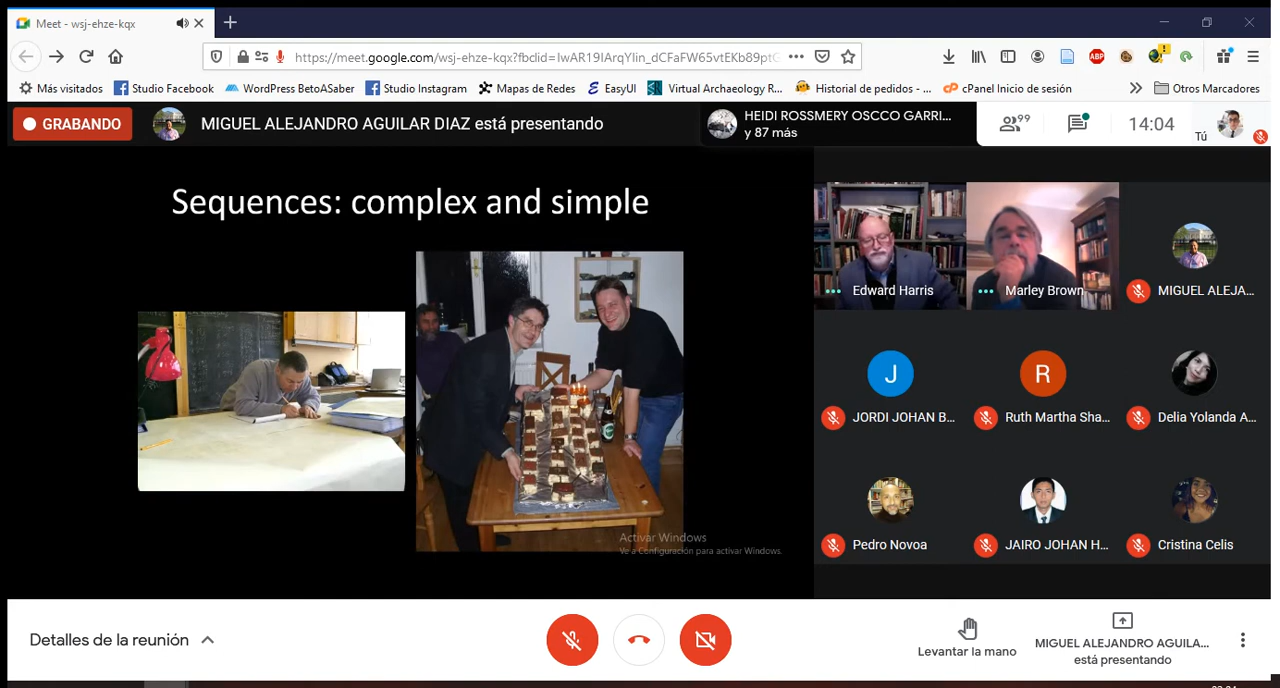 Meet - wsj-ehze-kqx
https://meet.google.com/wsj-ehze-kqx?fbclid=IwAR19IArqYIin_dCFaFW65vtEKb89ptG
Más visitados
Studio Facebook
WordPress BetoASaber
Studio Instagram
Mapas de Redes
EasyUI
Virtual Archaeology R...
Historial de pedidos - ...
cPanel Inicio de sesión
Otros Marcadores
GRABANDO
MIGUEL ALEJANDRO AGUILAR DIAZ está presentando
HEIDI ROSSMERY OSCCO GARRI...
y 87 más
99
14:04
Tú
Sequences: complex and simple
Edward Harris
Marley Brown
MIGUEL ALEJA...
J
R
JORDI JOHAN B...
Ruth Martha Sha...
Delia Yolanda A...
Pedro Novoa
JAIRO JOHAN H...
Cristina Celis
Activar Windows
Ve a Configuración para activar Windows.
Detalles de la reunión
Levantar la mano
MIGUEL ALEJANDRO AGUILA...
está presentando